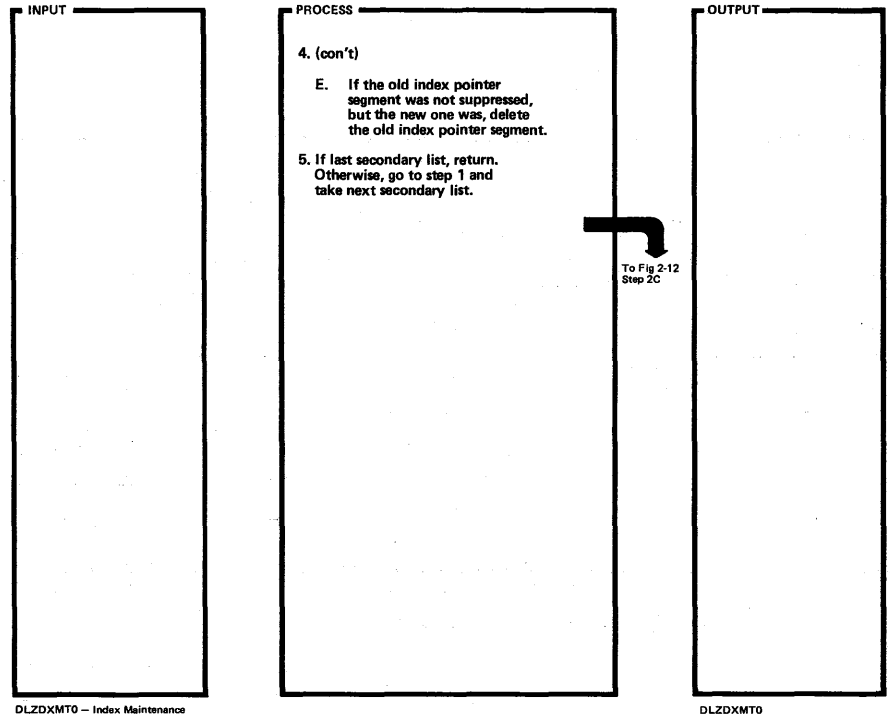 INPUT
PROCESS
OUTPUT
4. (con't)
E. If the old index pointer
segment was not suppressed,
but the new one was, delete
the old index pointer segment.
5. If last secondary list, return.
Otherwise, go to step 1 and
take next secondary list.
To Fig 2-12
Step 2C
DLZDXMT0 — Index Maintenance
DLZDXMT0